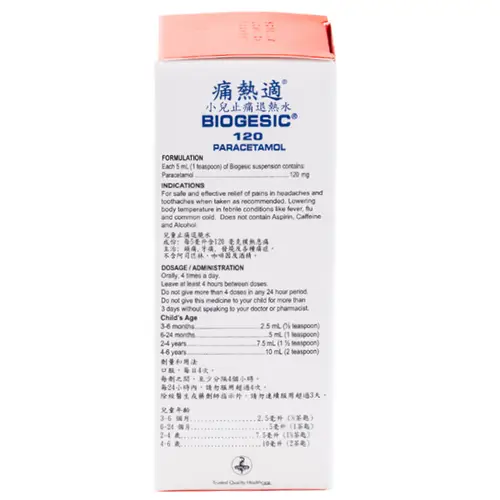 痛熱適®
小兒止痛退熱水
BIOGESIC®
120
PARACETAMOL
FORMULATION
Each 5 mL (1 teaspoon) of Biogesic suspension contains:
Paracetamol..................120 mg
INDICATIONS
For safe and effective relief of pains in headaches and
toothaches when taken as recommended. Lowering
body temperature in febrile conditions like fever, flu
and common cold. Does not contain Aspirin, Caffeine
and Alcohol.
兒童止痛退熱水
成份: 每5毫升含120 毫克撲熱息痛
主治: 頭痛, 牙痛, 發燒及各種痛症。
不含阿司匹林、咖啡因及酒精。
DOSAGE / ADMINISTRATION
Orally, 4 times a day.
Leave at least 4 hours between doses.
Do not give more than 4 doses in any 24 hour period.
Do not give this medicine to your child for more than
3 days without speaking to your doctor or pharmacist.
Child's Age
3-6 months..................2.5 mL (½ teaspoon)
6-24 months..................5 mL (1 teaspoon)
2-4 years..................7.5 mL (1½ teaspoon)
4-6 years..................10 mL (2 teaspoon)
劑量和用法
口服, 每日4次。
每劑之間, 至少分隔4個小時。
每24小時內, 請勿服用超過4次。
除經醫生或藥劑師指示外, 請勿連續服用超過3天。
兒童年齡
3-6 個月..................2.5毫升 (½茶匙)
6-24 個月..................5毫升 (1茶匙)
2-4 歲..................7.5毫升 (1½茶匙)
4-6 歲..................10毫升 (2茶匙)
Trusted Quality Healthcare